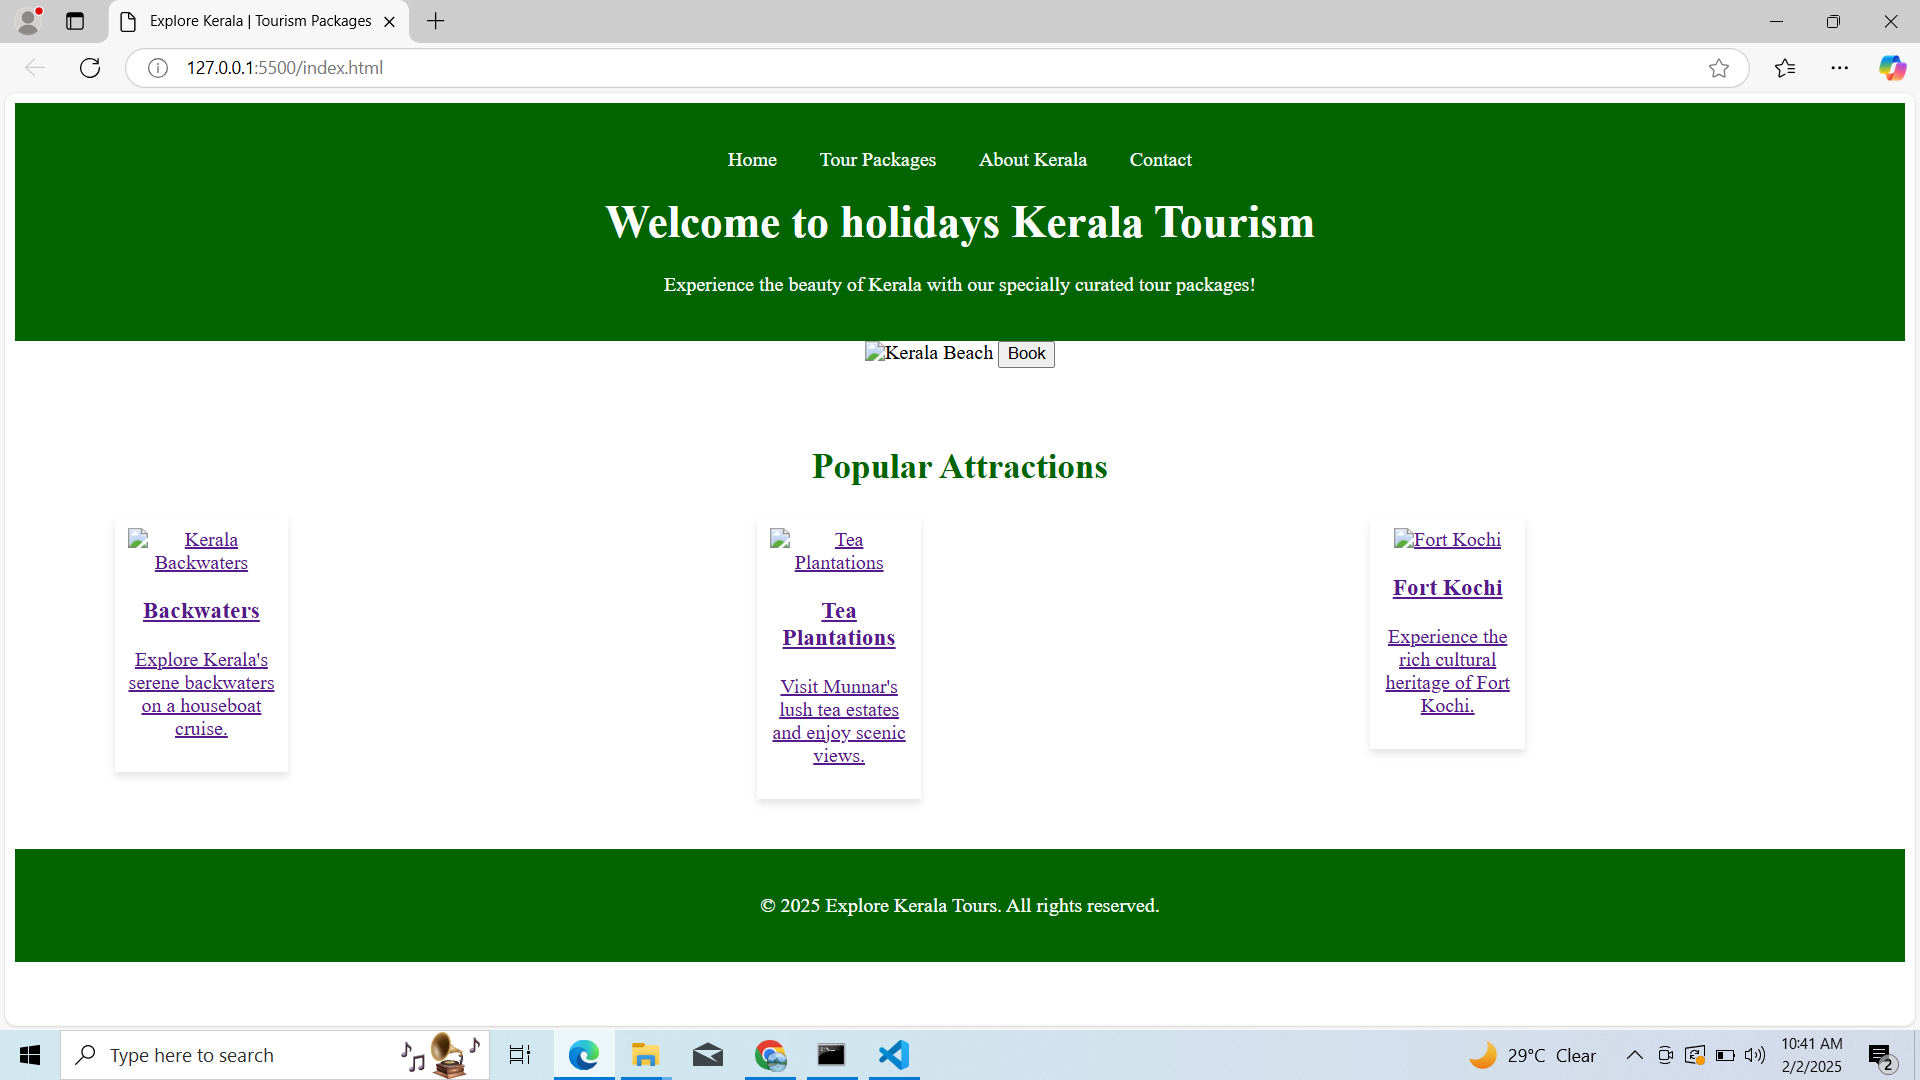 Explore Kerala | Tourism Packages
127.0.0.1:5500/index.html
Home Tour Packages About Kerala Contact
Welcome to holidays Kerala Tourism
Experience the beauty of Kerala with our specially curated tour packages!
Kerala Beach Book
Popular Attractions
Kerala
Backwaters
Backwaters
Explore Kerala's
serene backwaters
on a houseboat
cruise.
Tea
Plantations
Tea
Plantations
Visit Munnar's
lush tea estates
and enjoy scenic
views.
Fort Kochi
Fort Kochi
Experience the
rich cultural
heritage of Fort
Kochi.
© 2025 Explore Kerala Tours. All rights reserved.
Type here to search
29°C Clear
10:41 AM
2/2/2025
2